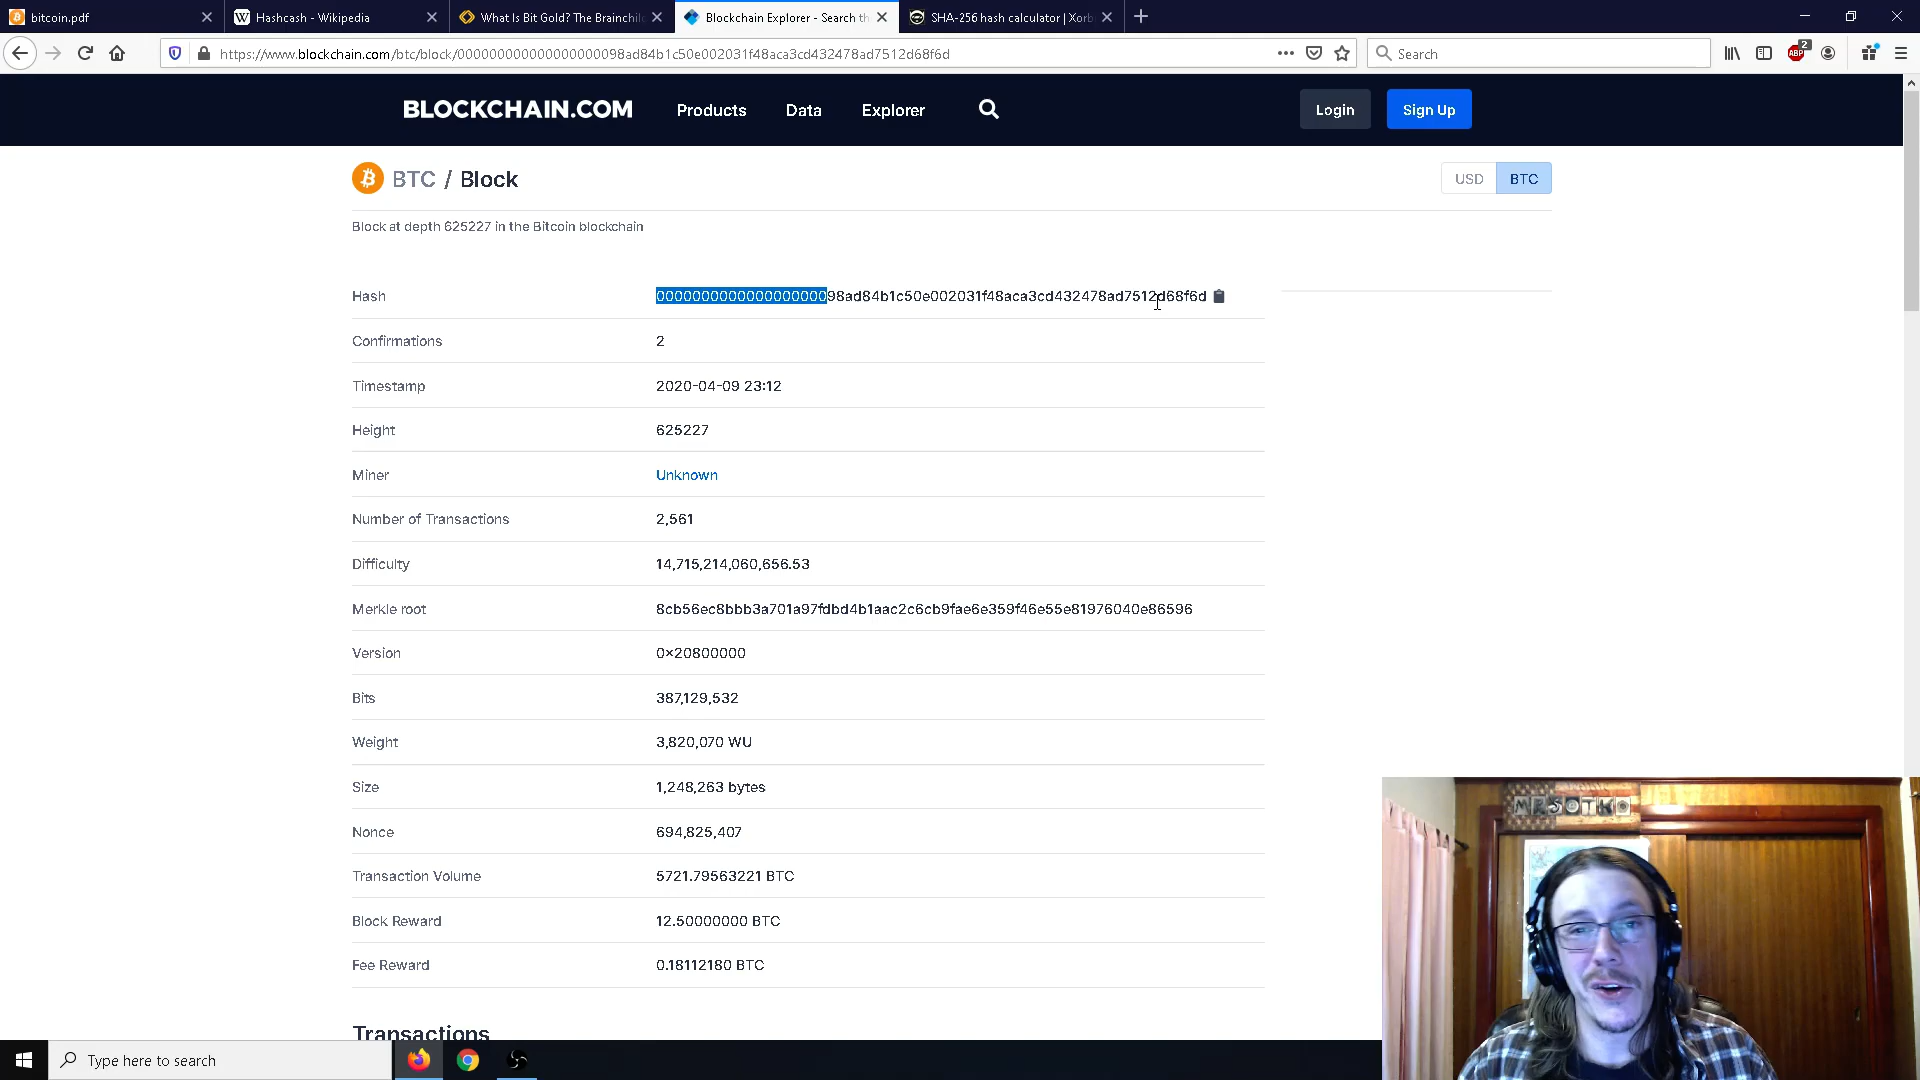 bitcoin.pdf
Hashcash - Wikipedia
What Is Bit Gold? The Brainchil
Blockchain Explorer - Search th
SHA-256 hash calculator | Xorb
https://www.blockchain.com/btc/block/000000000000000000098ad84b1c50e002031f48aca3cd432478ad7512d68f6d
Search
ABP
2
BLOCKCHAIN.COM
Products
Data
Explorer
Login
Sign Up
BTC / Block
USD
BTC
Block at depth 625227 in the Bitcoin blockchain
Hash
000000000000000000098ad84b1c50e002031f48aca3cd432478ad7512d68f6d
Confirmations
2
Timestamp
2020-04-09 23:12
Height
625227
Miner
Unknown
Number of Transactions
2,561
Difficulty
14,715,214,060,656.53
Merkle root
8cb56ec8bbb3a701a97fdbd4b1aac2c6cb9fae6e359f46e55e81976040e86596
Version
0x20800000
Bits
387,129,532
Weight
3,820,070 WU
Size
1,248,263 bytes
Nonce
694,825,407
Transaction Volume
5721.79563221 BTC
Block Reward
12.50000000 BTC
Fee Reward
0.18112180 BTC
Transactions
MRSOTKO
Type here to search